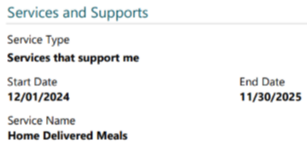 Services and Supports
Service Type
Services that support me
Start Date End Date
12/01/2024 11/30/2025
Service Name
Home Delivered Meals